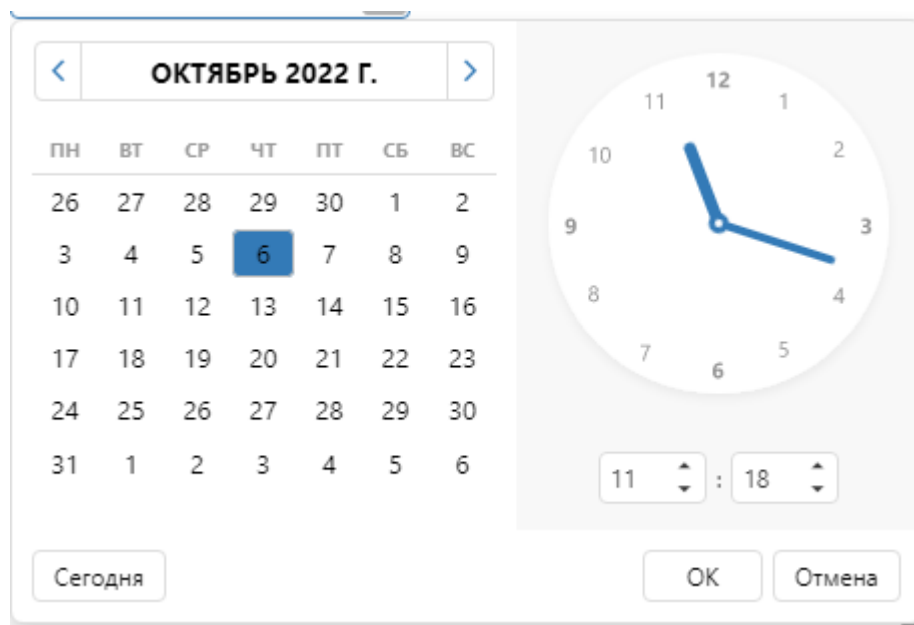 ОКТЯБРЬ 2022 Г.
ПН ВТ СР ЧТ ПТ СБ ВС
26 27 28 29 30 1 2
3 4 5 6 7 8 9
10 11 12 13 14 15 16
17 18 19 20 21 22 23
24 25 26 27 28 29 30
31 1 2 3 4 5 6
12
11 1
10 2
9 3
8 4
7 5
6
11 : 18
Сегодня
ОК Отмена